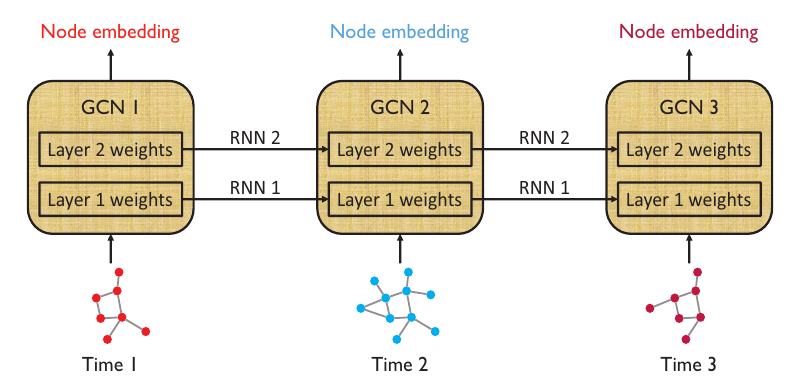 Node embedding Node embedding Node embedding
GCN 1 GCN 2 GCN 3
Layer 2 weights RNN 2 Layer 2 weights RNN 2 Layer 2 weights
Layer 1 weights RNN 1 Layer 1 weights RNN 1 Layer 1 weights
Time 1 Time 2 Time 3